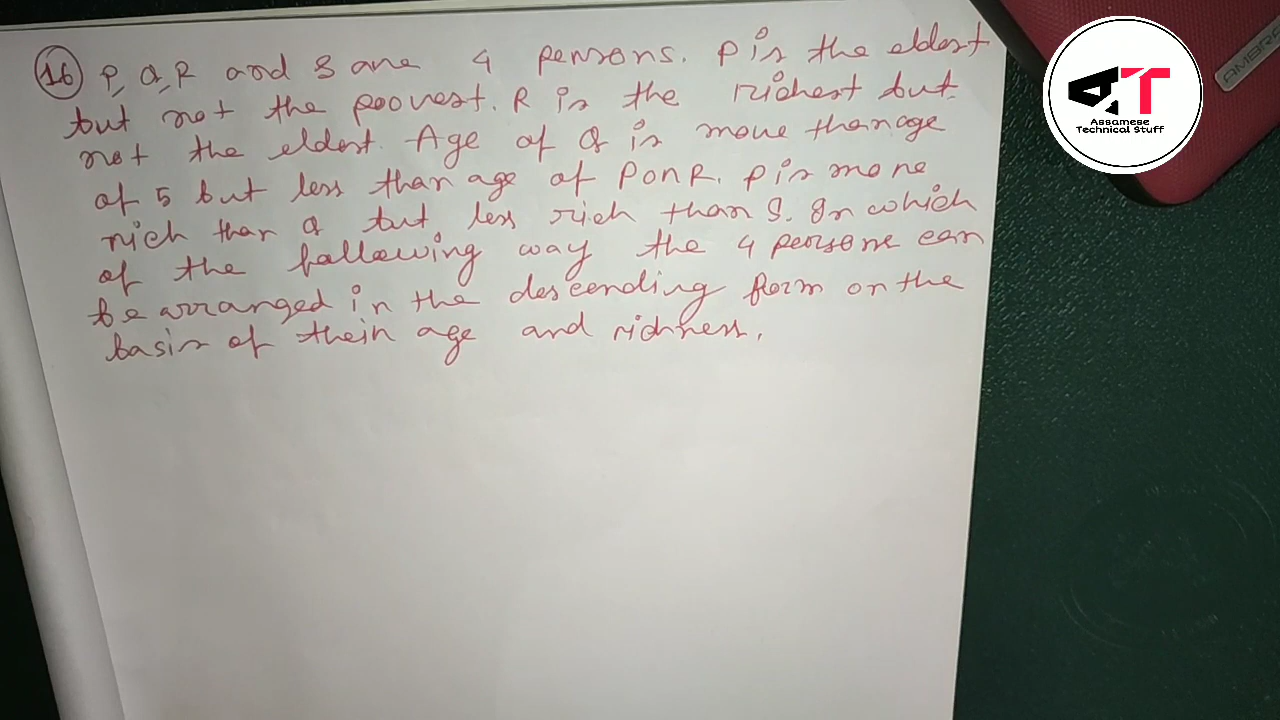 16 P, Q, R and S are 4 persons. P is the eldest
but not the poorest. R is the richest but
not the eldest. Age of Q is more than age
of S but less than age of P or R. P is more
rich than Q but less rich than S. In which
of the following way the 4 persons can
be arranged in the descending form on the
basis of their age and richness.
AT
Assamese
Technical Stuff